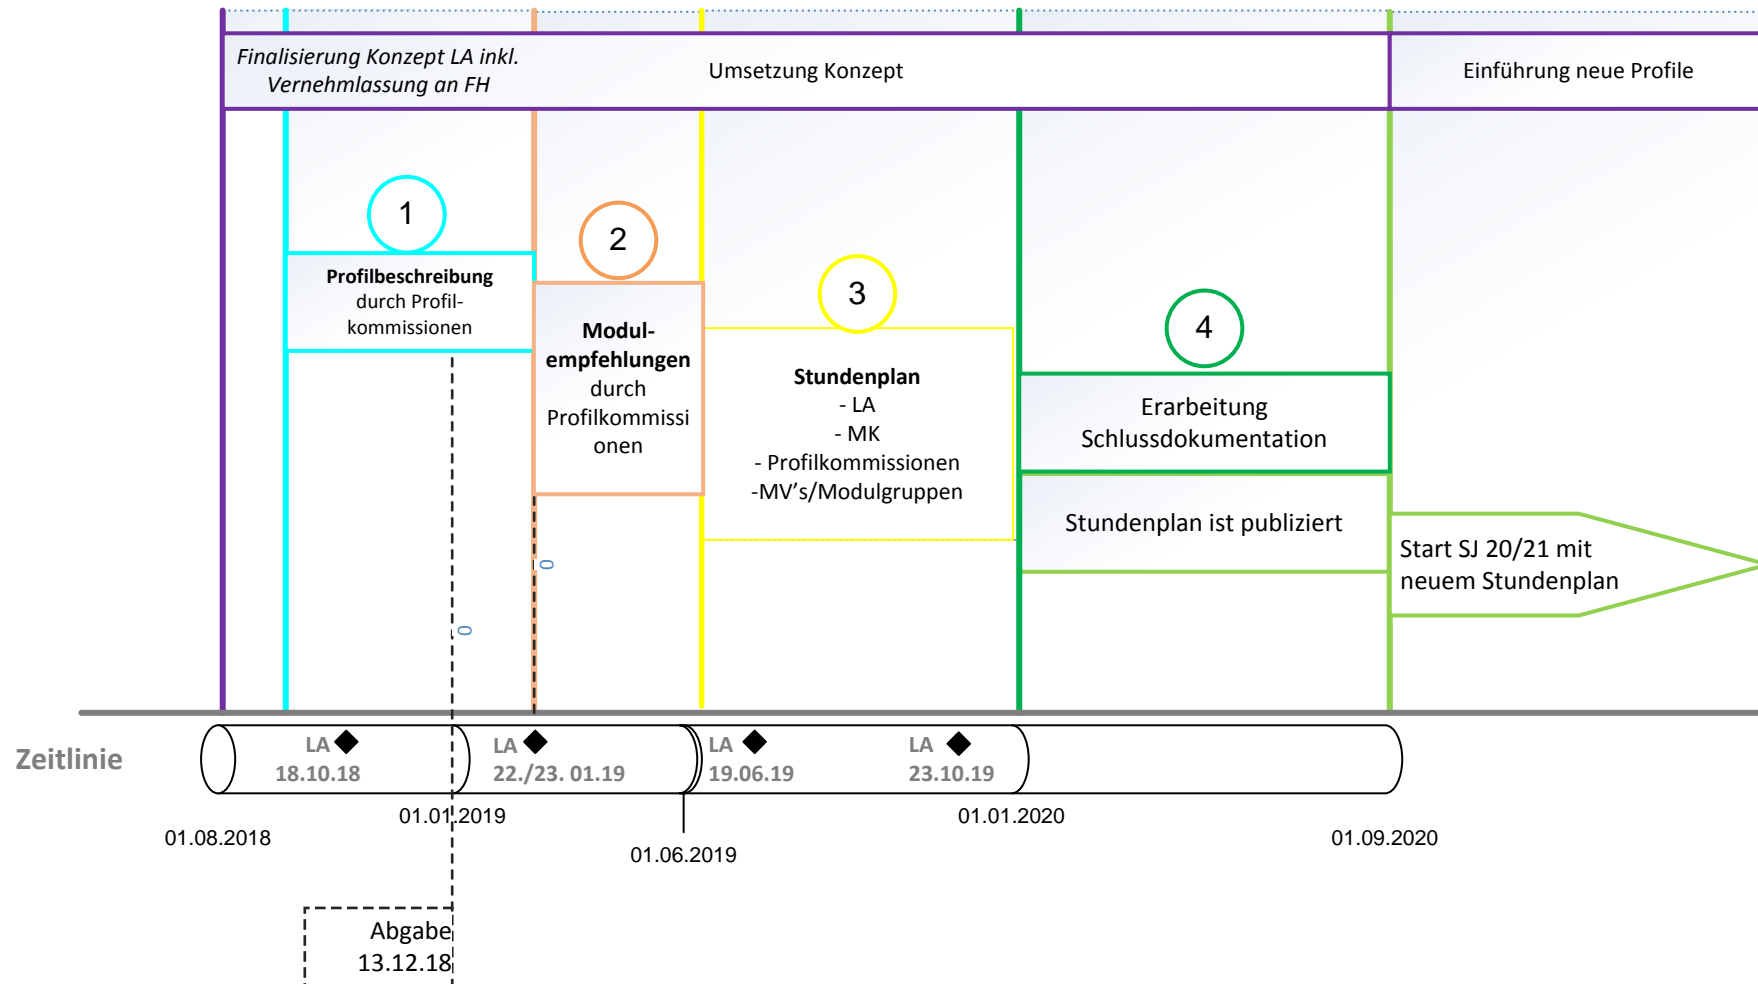 Finalisierung Konzept LA inkl.
Vernehmlassung an FH
Umsetzung Konzept
Einführung neue Profile
1
Profilbeschreibung
durch Profil-
kommissionen
2
Modul-
empfehlungen
durch
Profilkommissi
onen
3
Stundenplan
- LA
- MK
- Profilkommissionen
-MV's/Modulgruppen
4
Erarbeitung
Schlussdokumentation
Stundenplan ist publiziert
Start SJ 20/21 mit
neuem Stundenplan
0
0
Zeitlinie
LA
18.10.18
LA
22./23. 01.19
LA
19.06.19
LA
23.10.19
01.08.2018
01.01.2019
01.06.2019
01.01.2020
01.09.2020
Abgabe
13.12.18